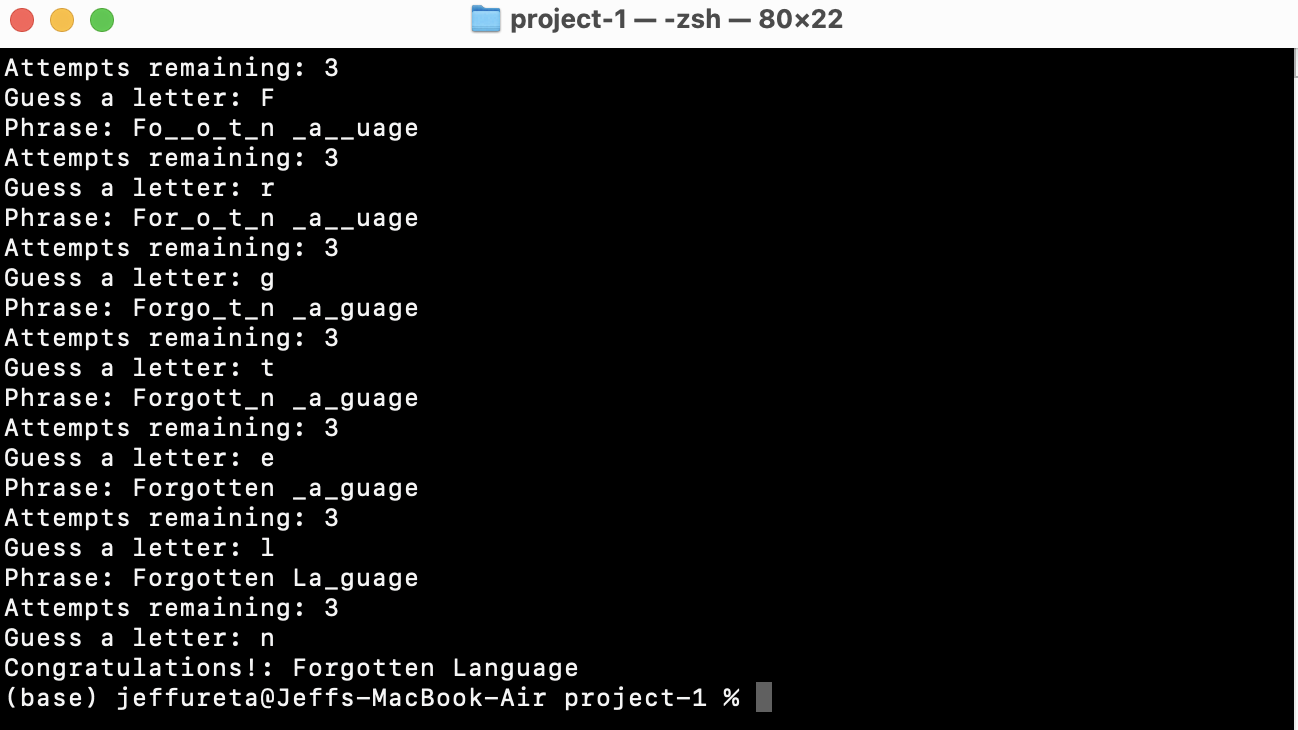 project-1 — -zsh — 80×22
Attempts remaining: 3
Guess a letter: F
Phrase: Fo__o_t_n _a__uage
Attempts remaining: 3
Guess a letter: r
Phrase: For_o_t_n _a__uage
Attempts remaining: 3
Guess a letter: g
Phrase: Forgo_t_n _a_guage
Attempts remaining: 3
Guess a letter: t
Phrase: Forgott_n _a_guage
Attempts remaining: 3
Guess a letter: e
Phrase: Forgotten _a_guage
Attempts remaining: 3
Guess a letter: l
Phrase: Forgotten La_guage
Attempts remaining: 3
Guess a letter: n
Congratulations!: Forgotten Language
(base) jeffureta@Jeffs-MacBook-Air project-1 %